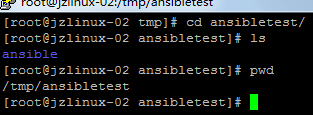 root@jzlinux-02:/tmp/ansibletest
[root@jzlinux-02 tmp]# cd ansibletest/
[root@jzlinux-02 ansibletest]# ls
ansible
[root@jzlinux-02 ansibletest]# pwd
/tmp/ansibletest
[root@jzlinux-02 ansibletest]#